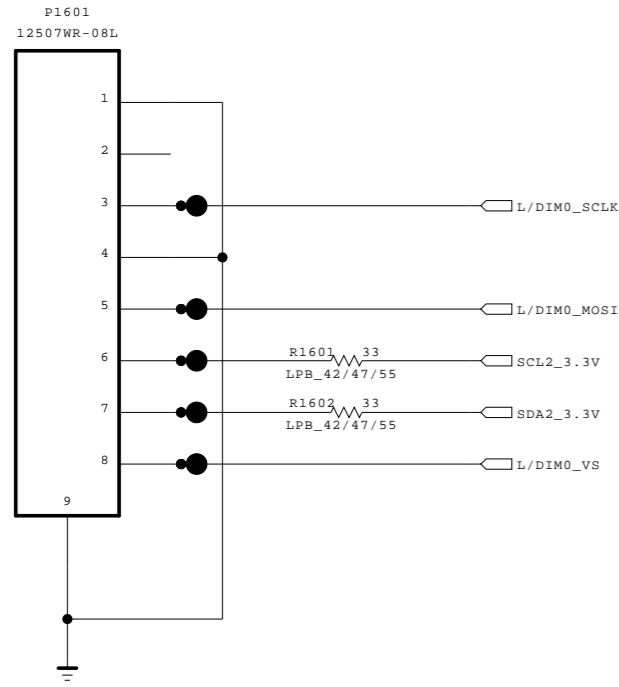 P1601
12507WR-08L
1
2
3
L/DIM0_SCLK
4
5
L/DIM0_MOSI
R1601 33
6
SCL2_3.3V
LPB_42/47/55
R1602 33
7
SDA2_3.3V
LPB_42/47/55
8
L/DIM0_VS
9